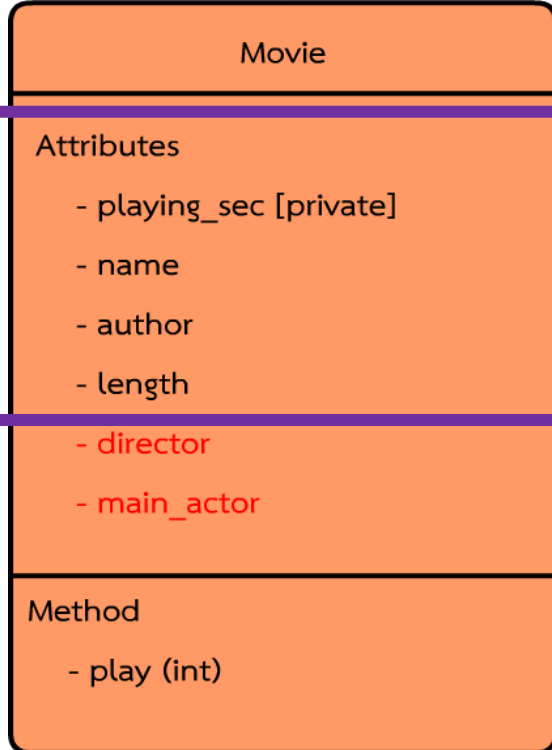 Movie
Attributes
- playing_sec [private]
- name
- author
- length
- director
- main_actor
Method
- play (int)